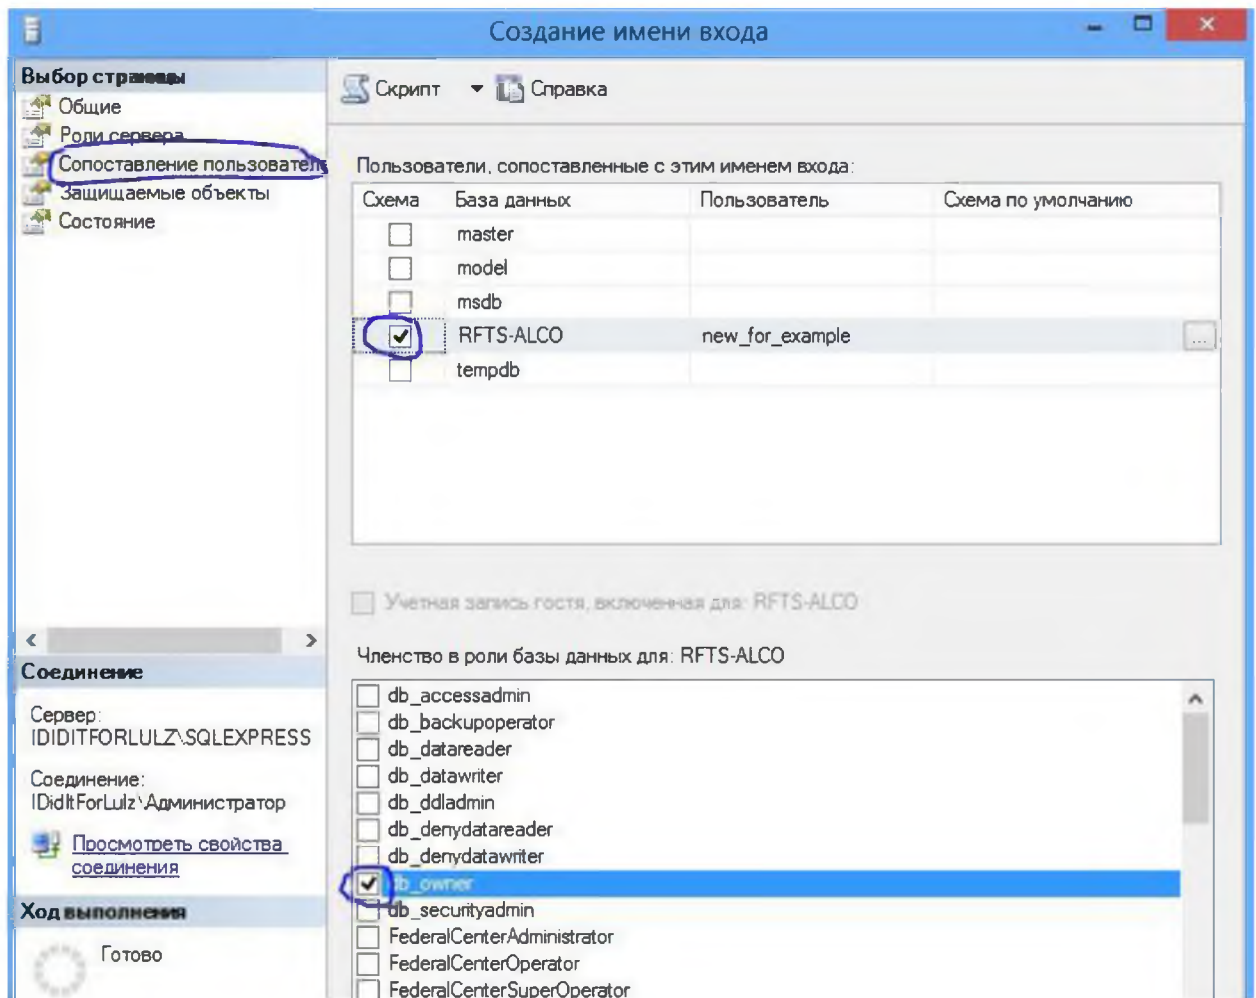 Создание имени входа
Выбор страницы
Общие
Роли сервера
Сопоставление пользователе
Защищаемые объекты
Состояние
Скрипт Справка
Пользователи, сопоставленные с этим именем входа:
Схема База данных Пользователь Схема по умолчанию
master
model
msdb
RFTS-ALCO new_for_example ...
tempdb
Учетная запись гостя, включенная для: RFTS-ALCO
Членство в роли базы данных для: RFTS-ALCO
db_accessadmin
db_backupoperator
db_datareader
db_datawriter
db_ddladmin
db_denydatareader
db_denydatawriter
db_owner
db_securityadmin
FederalCenterAdministrator
FederalCenterOperator
FederalCenterSuperOperator
Соединение
Сервер:
IDIDITFORLULZ\SQLEXPRESS
Соединение:
IDidItForLulz\Администратор
Просмотреть свойства
соединения
Ход выполнения
Готово